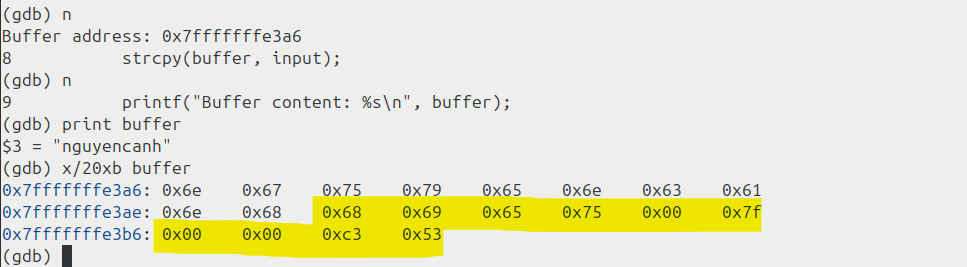 (gdb) n
Buffer address: 0x7fffffffe3a6
8           strcpy(buffer, input);
(gdb) n
9           printf("Buffer content: %s\n", buffer);
(gdb) print buffer
$3 = "nguyencanh"
(gdb) x/20xb buffer
0x7fffffffe3a6: 0x6e    0x67    0x75    0x79    0x65    0x6e    0x63    0x61
0x7fffffffe3ae: 0x6e    0x68    0x68    0x69    0x65    0x75    0x00    0x7f
0x7fffffffe3b6: 0x00    0x00    0xc3    0x53
(gdb)